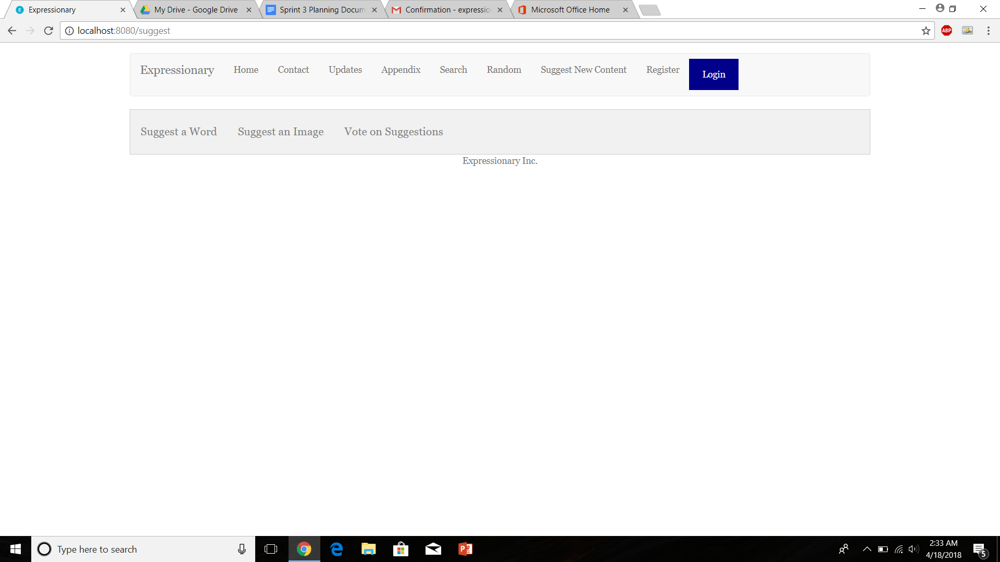 E Expressionary
My Drive - Google Drive
Sprint 3 Planning Docum
Confirmation - expressio
Microsoft Office Home
localhost:8080/suggest
ABP
Expressionary Home Contact Updates Appendix Search Random Suggest New Content Register Login
Suggest a Word Suggest an Image Vote on Suggestions
Expressionary Inc.
Type here to search
2:33 AM
4/18/2018
5